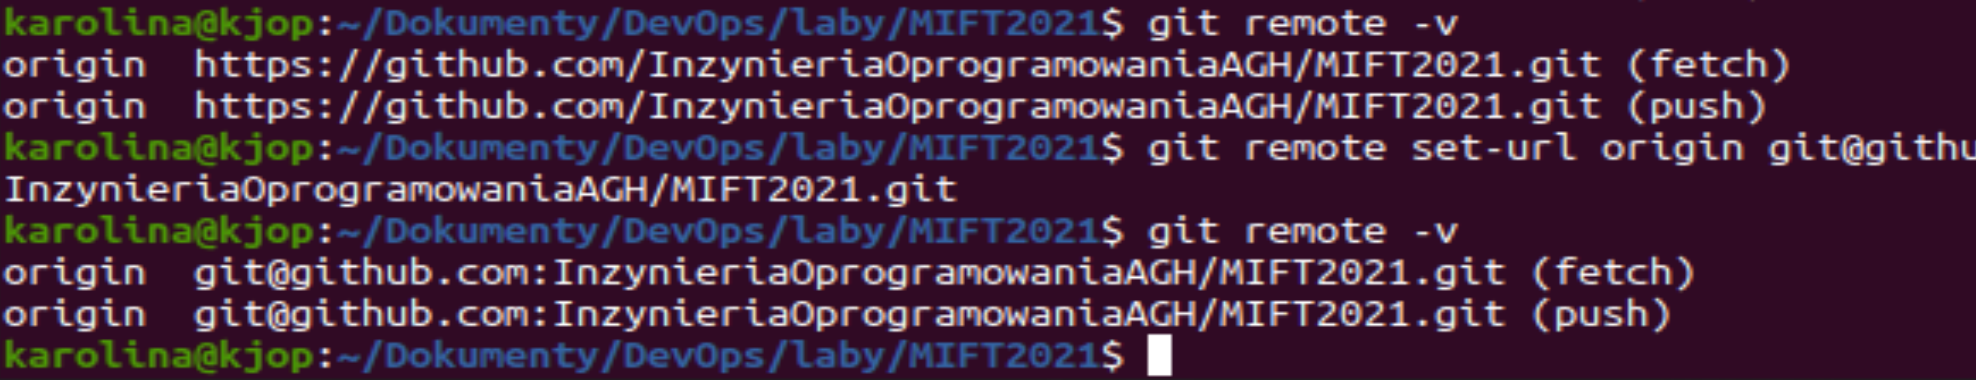 karolina@kjop:~/Dokumenty/DevOps/laby/MIFT2021$ git remote -v
origin  https://github.com/InzynieriaOprogramowaniaAGH/MIFT2021.git (fetch)
origin  https://github.com/InzynieriaOprogramowaniaAGH/MIFT2021.git (push)
karolina@kjop:~/Dokumenty/DevOps/laby/MIFT2021$ git remote set-url origin git@githu
InzynieriaOprogramowaniaAGH/MIFT2021.git
karolina@kjop:~/Dokumenty/DevOps/laby/MIFT2021$ git remote -v
origin  git@github.com:InzynieriaOprogramowaniaAGH/MIFT2021.git (fetch)
origin  git@github.com:InzynieriaOprogramowaniaAGH/MIFT2021.git (push)
karolina@kjop:~/Dokumenty/DevOps/laby/MIFT2021$